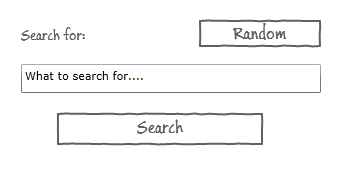 Search for:
Random
What to search for....
Search